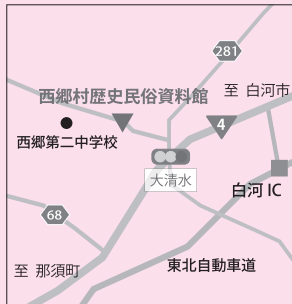 281
至 白河市
西郷村歴史民俗資料館
4
西郷第二中学校
大清水
白河 IC
68
東北自動車道
至 那須町